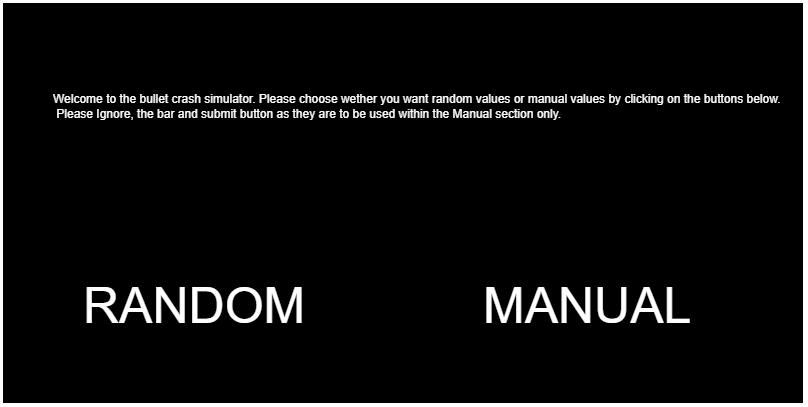 Welcome to the bullet crash simulator. Please choose wether you want random values or manual values by clicking on the buttons below.
Please Ignore, the bar and submit button as they are to be used within the Manual section only.
RANDOM MANUAL